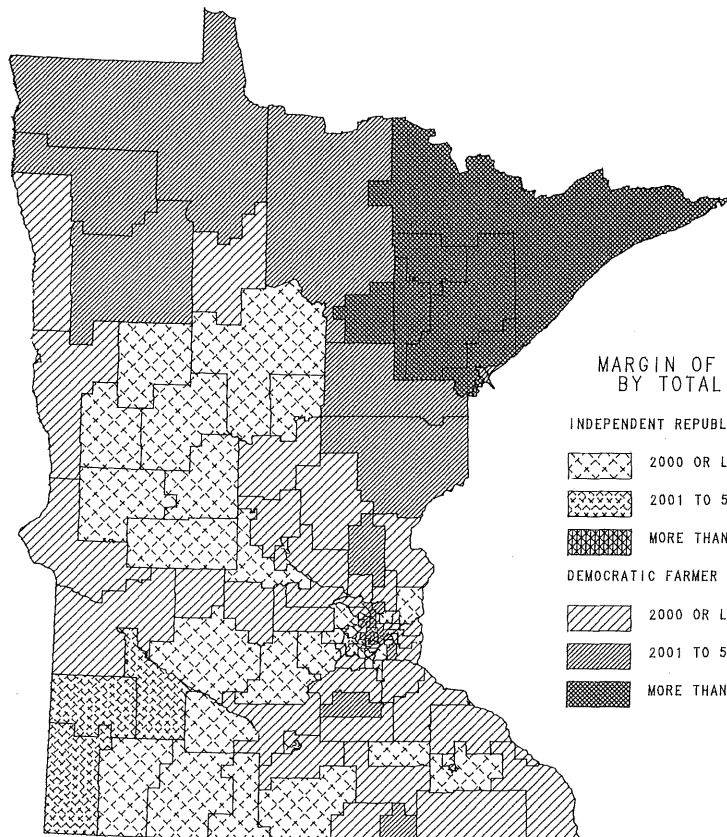 MARGIN OF
BY TOTAL
INDEPENDENT REPUBL
2000 OR L
2001 TO 5
MORE THAN
DEMOCRATIC FARMER
2000 OR L
2001 TO 5
MORE THAN